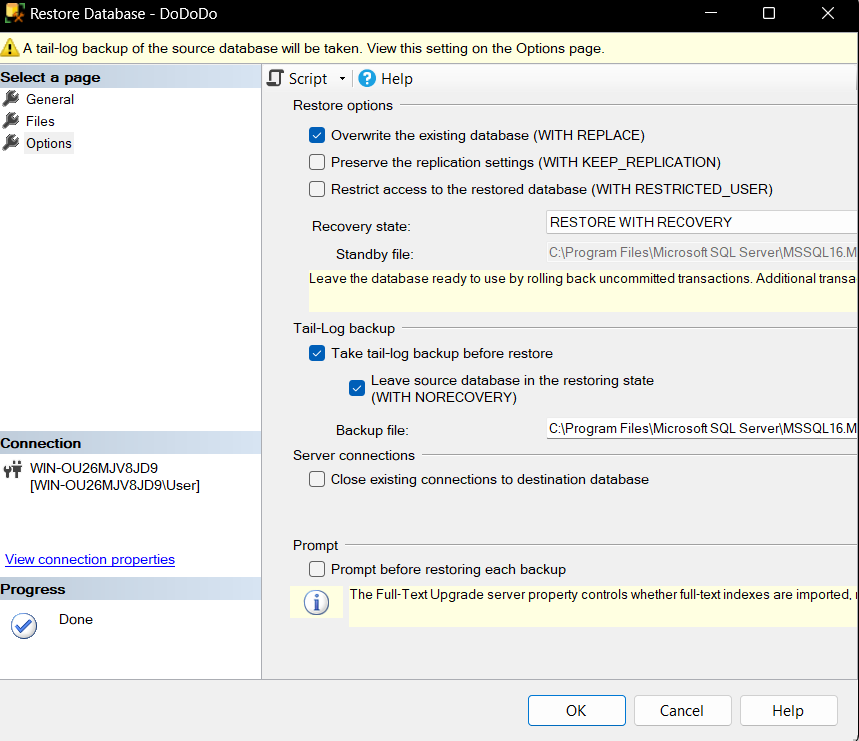 Restore Database - DoDoDo
A tail-log backup of the source database will be taken. View this setting on the Options page.
Select a page
General
Files
Options
Script
Help
Restore options
Overwrite the existing database (WITH REPLACE)
Preserve the replication settings (WITH KEEP_REPLICATION)
Restrict access to the restored database (WITH RESTRICTED_USER)
Recovery state:
RESTORE WITH RECOVERY
Standby file:
C:\Program Files\Microsoft SQL Server\MSSQL16.M
Leave the database ready to use by rolling back uncommitted transactions. Additional transa
Tail-Log backup
Take tail-log backup before restore
Leave source database in the restoring state
(WITH NORECOVERY)
Backup file:
C:\Program Files\Microsoft SQL Server\MSSQL16.M
Server connections
Close existing connections to destination database
Prompt
Prompt before restoring each backup
The Full-Text Upgrade server property controls whether full-text indexes are imported,
Connection
WIN-OU26MJV8JD9
[WIN-OU26MJV8JD9\User]
View connection properties
Progress
Done
OK
Cancel
Help